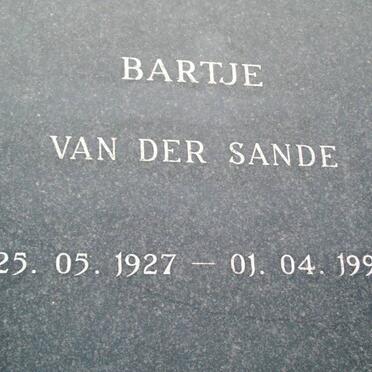 BARTJE
VAN DER SANDE
25. 05. 1927 — 01. 04. 199